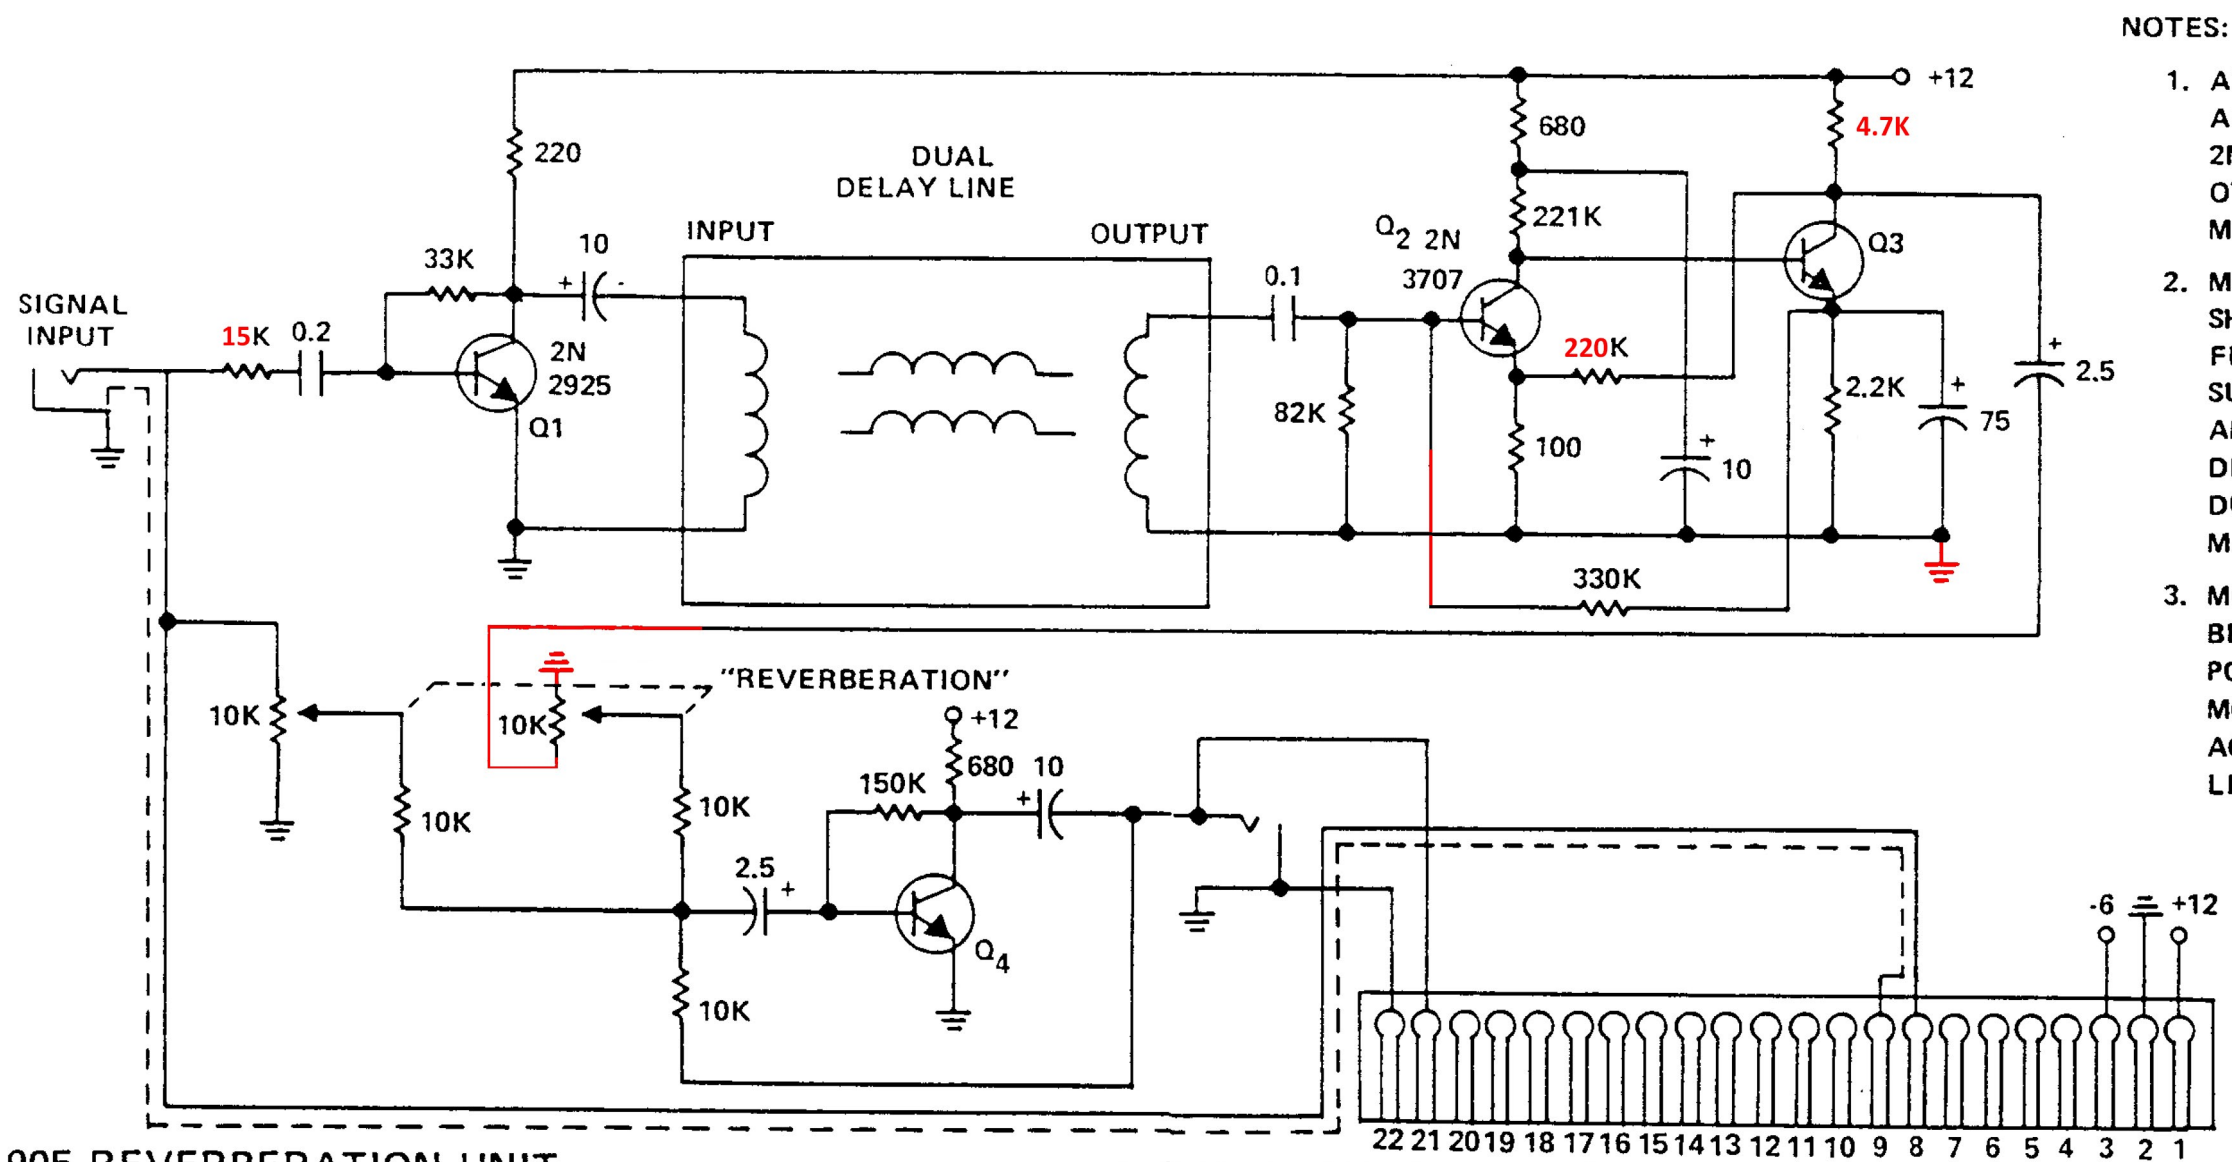 NOTES:
1. A
A
2N
O
M
2. M
SH
F
SU
A
D
D
M
3. M
B
P
M
A
L
+12
220
680
4.7K
DUAL
DELAY LINE
221K
INPUT
OUTPUT
Q2 2N
3707
Q3
33K
10
+
-
0.1
SIGNAL
INPUT
15K
0.2
2N
2925
Q1
220K
82K
100
2.2K
+
75
+
2.5
+
10
330K
"REVERBERATION"
10K
10K
+12
680
10
150K
+
10K
10K
2.5
+
Q4
10K
-6
+12
22 21 20 19 18 17 16 15 14 13 12 11 10 9 8 7 6 5 4 3 2 1
905 REVERBERATION UNIT